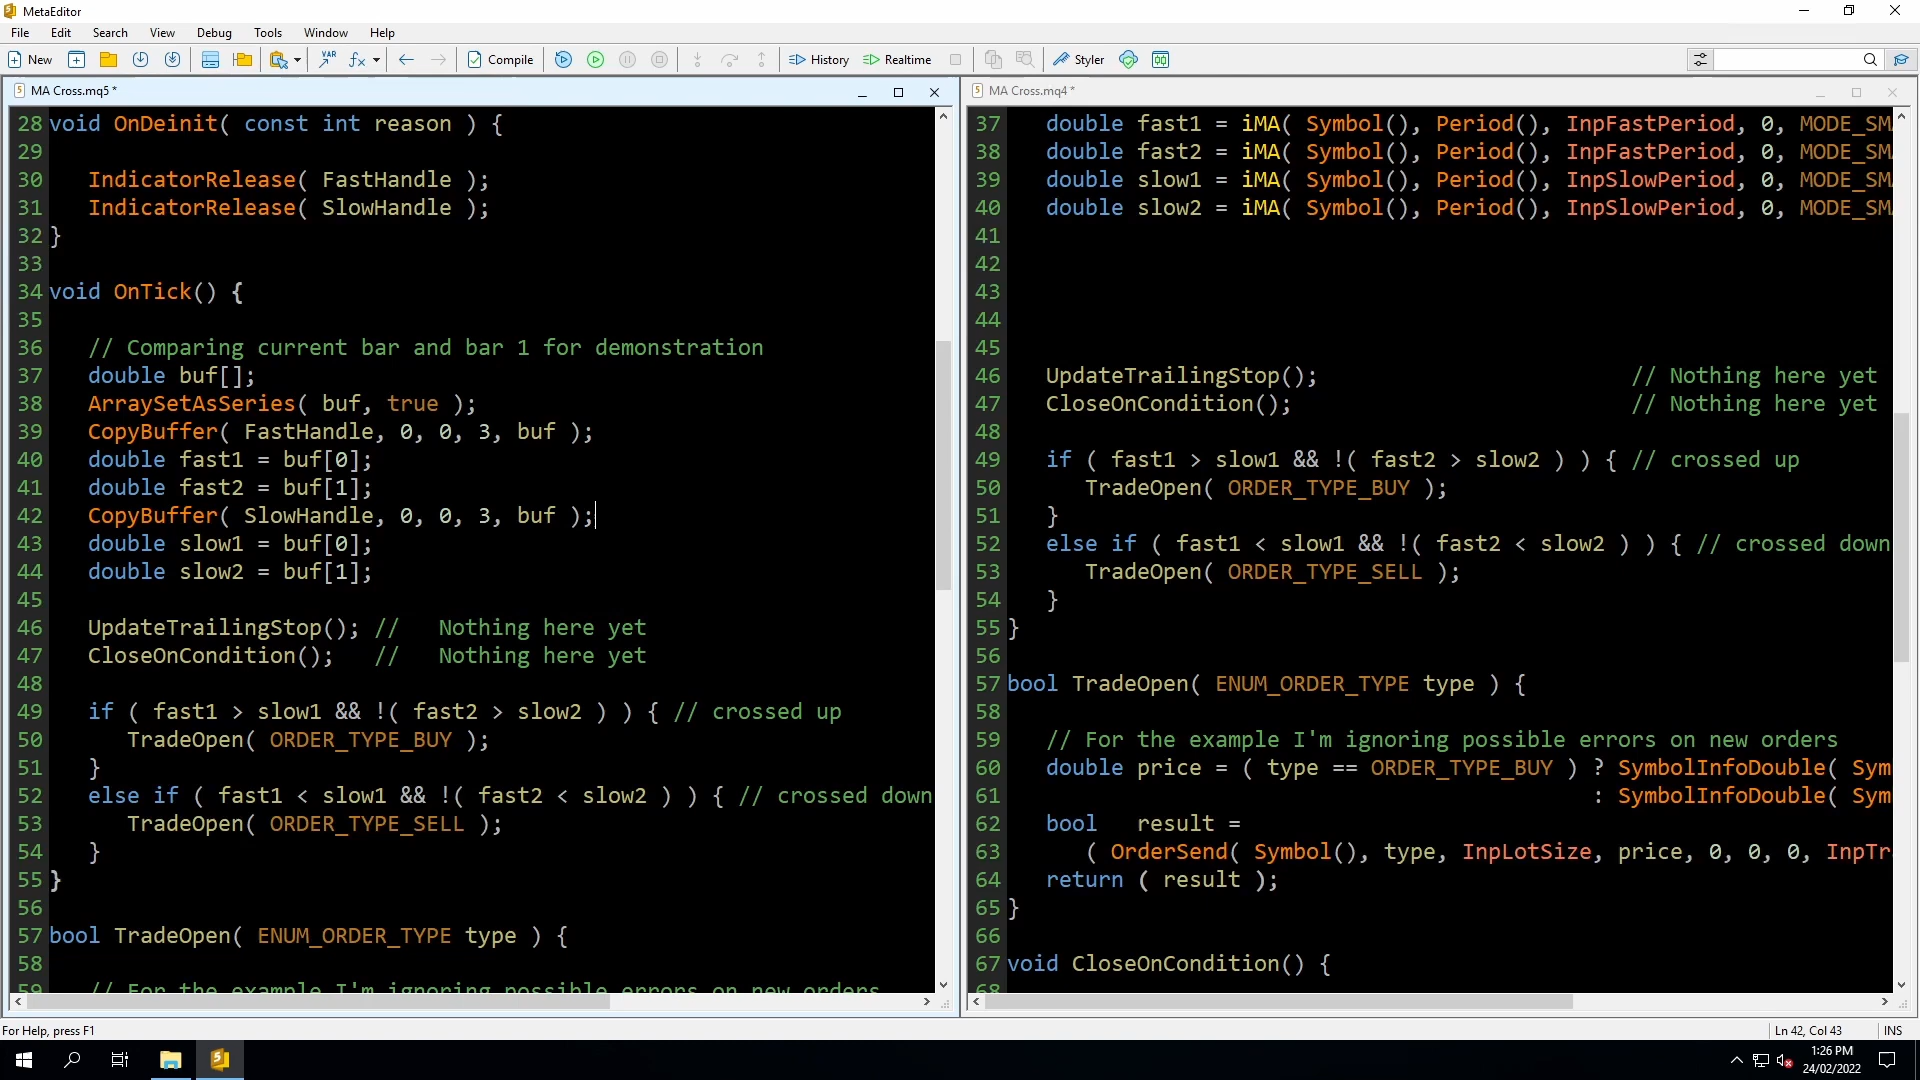 MetaEditor
File Edit Search View Debug Tools Window Help
New VAR fx Compile History Realtime Styler
MA Cross.mq5 *
28 void OnDeinit( const int reason ) {
29
30 IndicatorRelease( FastHandle );
31 IndicatorRelease( SlowHandle );
32 }
33
34 void OnTick() {
35
36 // Comparing current bar and bar 1 for demonstration
37 double buf[];
38 ArraySetAsSeries( buf, true );
39 CopyBuffer( FastHandle, 0, 0, 3, buf );
40 double fast1 = buf[0];
41 double fast2 = buf[1];
42 CopyBuffer( SlowHandle, 0, 0, 3, buf );
43 double slow1 = buf[0];
44 double slow2 = buf[1];
45
46 UpdateTrailingStop(); // Nothing here yet
47 CloseOnCondition(); // Nothing here yet
48
49 if ( fast1 > slow1 && !( fast2 > slow2 ) ) { // crossed up
50 TradeOpen( ORDER_TYPE_BUY );
51 }
52 else if ( fast1 < slow1 && !( fast2 < slow2 ) ) { // crossed down
53 TradeOpen( ORDER_TYPE_SELL );
54 }
55 }
56
57 bool TradeOpen( ENUM_ORDER_TYPE type ) {
58
59 // For the example I'm ignoring possible errors on new orders
MA Cross.mq4 *
37 double fast1 = iMA( Symbol(), Period(), InpFastPeriod, 0, MODE_SM
38 double fast2 = iMA( Symbol(), Period(), InpFastPeriod, 0, MODE_SM
39 double slow1 = iMA( Symbol(), Period(), InpSlowPeriod, 0, MODE_SM
40 double slow2 = iMA( Symbol(), Period(), InpSlowPeriod, 0, MODE_SM
41
42
43
44
45
46 UpdateTrailingStop(); // Nothing here yet
47 CloseOnCondition(); // Nothing here yet
48
49 if ( fast1 > slow1 && !( fast2 > slow2 ) ) { // crossed up
50 TradeOpen( ORDER_TYPE_BUY );
51 }
52 else if ( fast1 < slow1 && !( fast2 < slow2 ) ) { // crossed down
53 TradeOpen( ORDER_TYPE_SELL );
54 }
55 }
56
57 bool TradeOpen( ENUM_ORDER_TYPE type ) {
58
59 // For the example I'm ignoring possible errors on new orders
60 double price = ( type == ORDER_TYPE_BUY ) ? SymbolInfoDouble( Sym
61 : SymbolInfoDouble( Sym
62 bool result =
63 ( OrderSend( Symbol(), type, InpLotSize, price, 0, 0, 0, InpTr
64 return ( result );
65 }
66
67 void CloseOnCondition() {
68
For Help, press F1
Ln 42, Col 43 INS
1:26 PM
24/02/2022